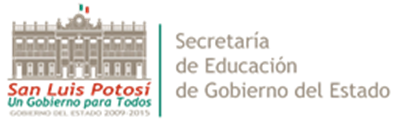 San Luis Potosí
Un Gobierno para Todos
GOBIERNO DEL ESTADO 2009-2015
Secretaría
de Educación
de Gobierno del Estado